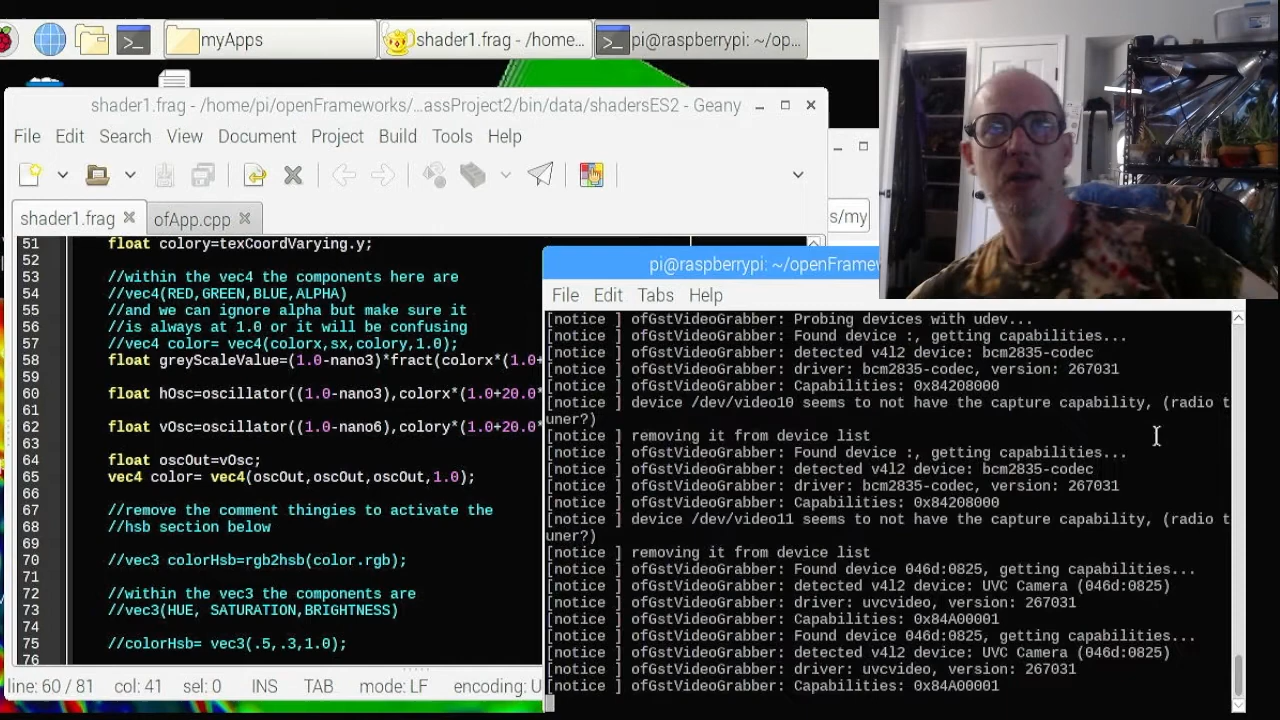 myApps
shader1.frag - /home...
pi@raspberrypi: ~/op...
shader1.frag - /home/pi/openFrameworks/...assProject2/bin/data/shadersES2 - Geany
File Edit Search View Document Project Build Tools Help
shader1.frag
ofApp.cpp
s/my
51 float colory=texCoordVarying.y;
52
53 //within the vec4 the components here are
54 //vec4(RED,GREEN,BLUE,ALPHA)
55 //and we can ignore alpha but make sure it
56 //is always at 1.0 or it will be confusing
57 //vec4 color= vec4(colorx,sx,colory,1.0);
58 float greyScaleValue=(1.0-nano3)*fract(colorx*(1.0+
59
60 float hOsc=oscillator((1.0-nano3),colorx*(1.0+20.0*
61
62 float vOsc=oscillator((1.0-nano6),colory*(1.0+20.0*
63
64 float oscOut=vOsc;
65 vec4 color= vec4(oscOut,oscOut,oscOut,1.0);
66
67 //remove the comment thingies to activate the
68 //hsb section below
69
70 //vec3 colorHsb=rgb2hsb(color.rgb);
71
72 //within the vec3 the components are
73 //vec3(HUE, SATURATION,BRIGHTNESS)
74
75 //colorHsb= vec3(.5,.3,1.0);
76
line: 60 / 81 col: 41 sel: 0 INS TAB mode: LF encoding: U
pi@raspberrypi: ~/openFramew
File Edit Tabs Help
[notice ] ofGstVideoGrabber: Probing devices with udev...
[notice ] ofGstVideoGrabber: Found device :, getting capabilities...
[notice ] ofGstVideoGrabber: detected v4l2 device: bcm2835-codec
[notice ] ofGstVideoGrabber: driver: bcm2835-codec, version: 267031
[notice ] ofGstVideoGrabber: Capabilities: 0x84208000
[notice ] device /dev/video10 seems to not have the capture capability, (radio t
uner?)
[notice ] removing it from device list
[notice ] ofGstVideoGrabber: Found device :, getting capabilities...
[notice ] ofGstVideoGrabber: detected v4l2 device: bcm2835-codec
[notice ] ofGstVideoGrabber: driver: bcm2835-codec, version: 267031
[notice ] ofGstVideoGrabber: Capabilities: 0x84208000
[notice ] device /dev/video11 seems to not have the capture capability, (radio t
uner?)
[notice ] removing it from device list
[notice ] ofGstVideoGrabber: Found device 046d:0825, getting capabilities...
[notice ] ofGstVideoGrabber: detected v4l2 device: UVC Camera (046d:0825)
[notice ] ofGstVideoGrabber: driver: uvcvideo, version: 267031
[notice ] ofGstVideoGrabber: Capabilities: 0x84A00001
[notice ] ofGstVideoGrabber: Found device 046d:0825, getting capabilities...
[notice ] ofGstVideoGrabber: detected v4l2 device: UVC Camera (046d:0825)
[notice ] ofGstVideoGrabber: driver: uvcvideo, version: 267031
[notice ] ofGstVideoGrabber: Capabilities: 0x84A00001